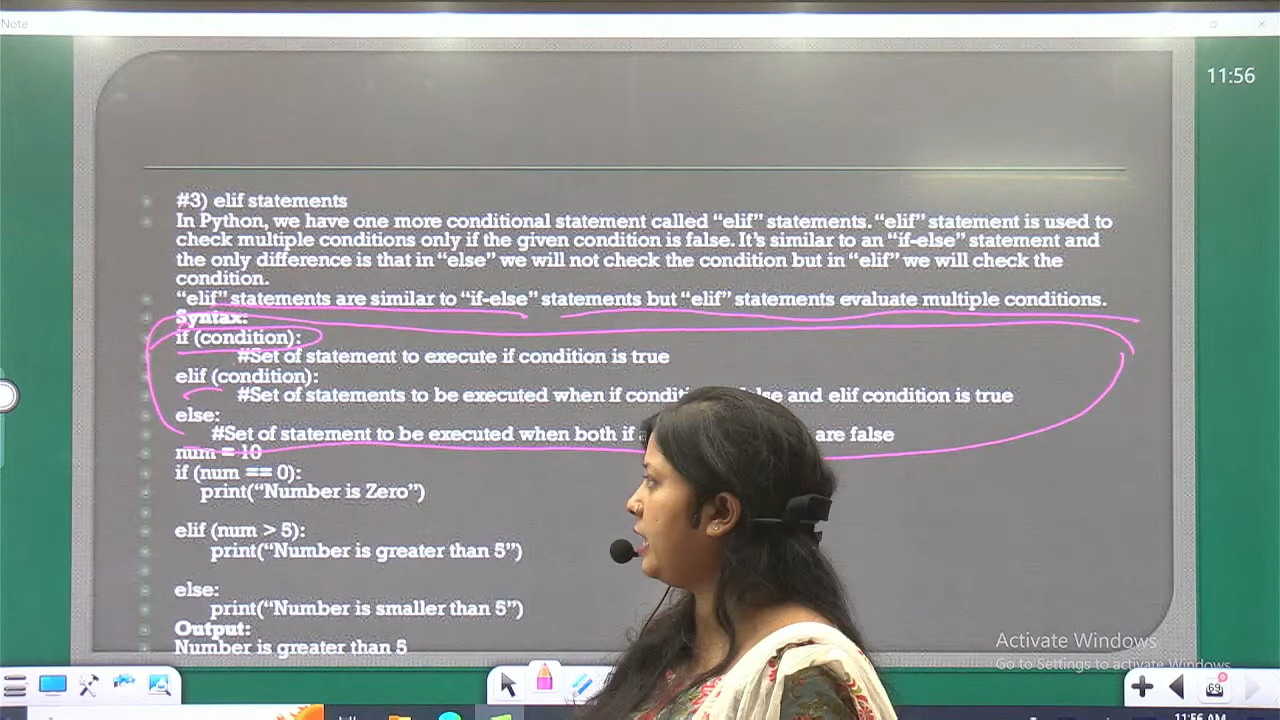 Note
11:56
#3) elif statements
In Python, we have one more conditional statement called “elif” statements. “elif” statement is used to
check multiple conditions only if the given condition is false. It’s similar to an “if-else” statement and
the only difference is that in “else” we will not check the condition but in “elif” we will check the
condition.
“elif” statements are similar to “if-else” statements but “elif” statements evaluate multiple conditions.
Syntax:
if (condition):
#Set of statement to execute if condition is true
elif (condition):
#Set of statements to be executed when if and elif condition is true
else:
#Set of statement to be executed when both if are false
num = 10
if (num == 0):
print(“Number is Zero”)
elif (num > 5):
print(“Number is greater than 5”)
else:
print(“Number is smaller than 5”)
Output:
Number is greater than 5
Activate Windows
Go to Settings to activate Windows.
69
11:56 AM